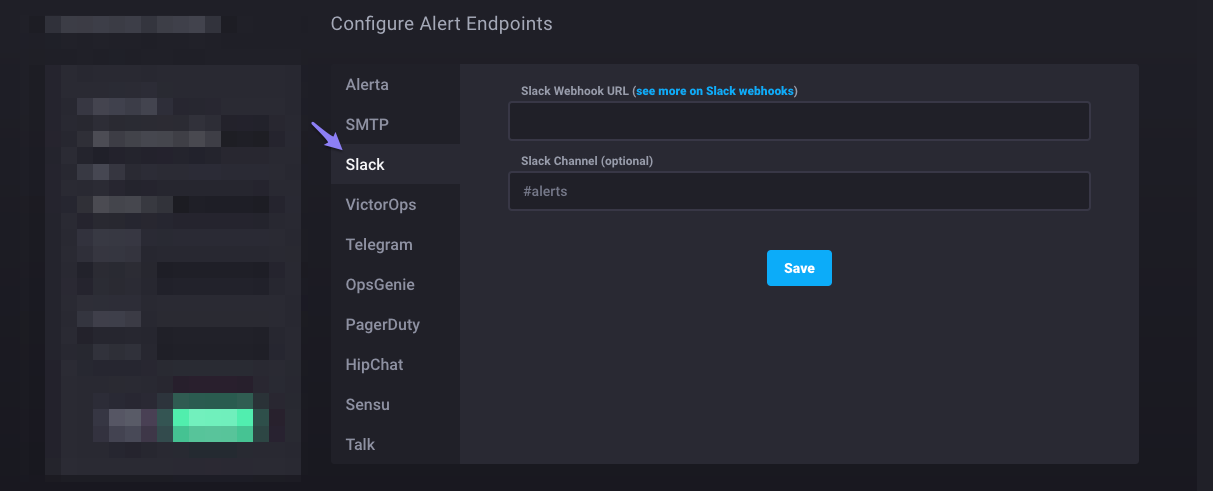 Configure Alert Endpoints
Alerta
SMTP
Slack
VictorOps
Telegram
OpsGenie
PagerDuty
HipChat
Sensu
Talk
Slack Webhook URL (see more on Slack webhooks)
Slack Channel (optional)
#alerts
Save